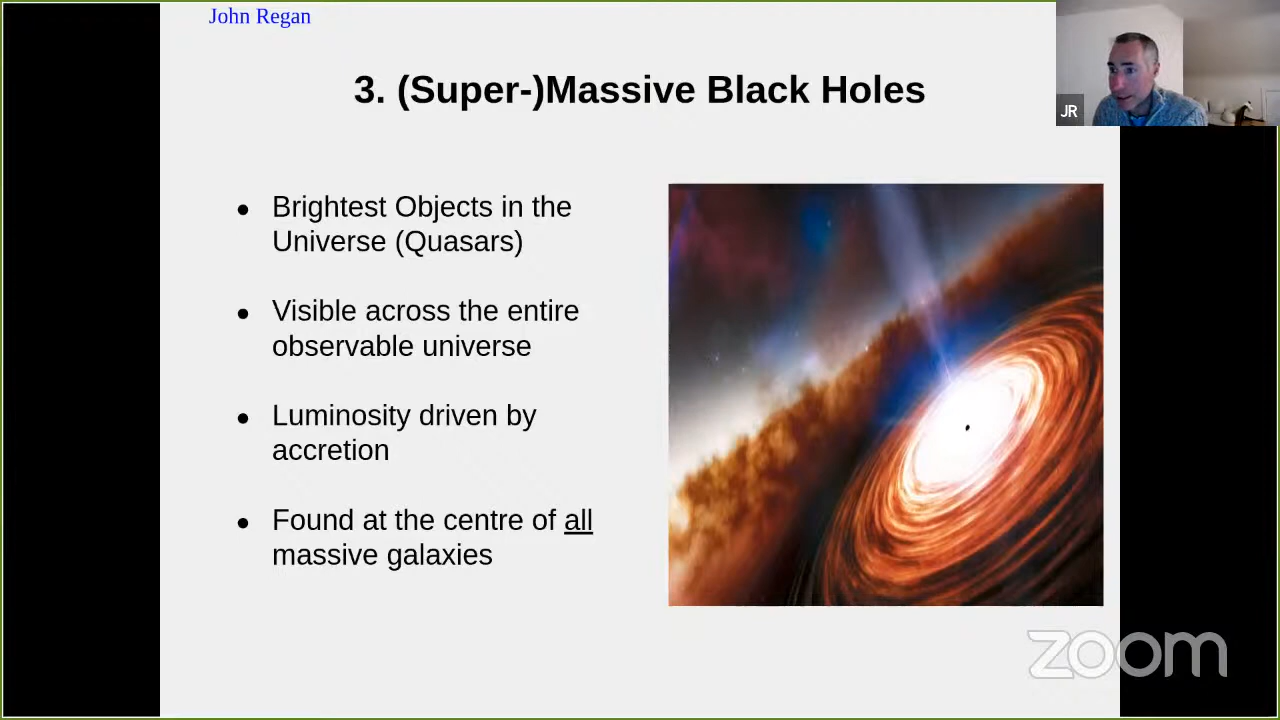 John Regan
3. (Super-)Massive Black Holes
JR
● Brightest Objects in the
Universe (Quasars)
● Visible across the entire
observable universe
● Luminosity driven by
accretion
● Found at the centre of all
massive galaxies
zoom